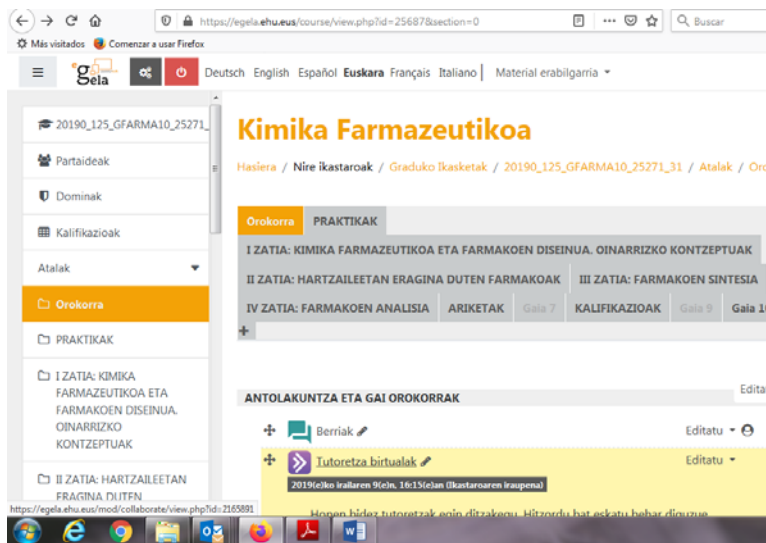 https://egela.ehu.eus/course/view.php?id=25687&section=0
Buscar
Más visitados Comenzar a usar Firefox
egela Deutsch English Español Euskara Français Italiano | Material erabilgarria
20190_125_GFARMA10_25271_
Partaideak
Dominak
Kalifikazioak
Atalak
Orokorra
PRAKTIKAK
I ZATIA: KIMIKA
FARMAZEUTIKOA ETA
FARMAKOEN DISEINUA.
OINARRIZKO
KONTZEPTUAK
II ZATIA: HARTZAILEETAN
ERAGINA DUTEN
https://egela.ehu.eus/mod/collaborate/view.php?id=2165891
Kimika Farmazeutikoa
Hasiera / Nire ikastaroak / Graduko Ikasketak / 20190_125_GFARMA10_25271_31 / Atalak / Oro
Orokorra PRAKTIKAK
I ZATIA: KIMIKA FARMAZEUTIKOA ETA FARMAKOEN DISEINUA. OINARRIZKO KONTZEPTUAK
II ZATIA: HARTZAILEETAN ERAGINA DUTEN FARMAKOAK III ZATIA: FARMAKOEN SINTESIA
IV ZATIA: FARMAKOEN ANALISIA ARIKETAK Gaia 7 KALIFIKAZIOAK Gaia 9 Gaia 1
Edita
ANTOLAKUNTZA ETA GAI OROKORRAK
Berriak Editatu
Tutoretza birtualak Editatu
2019(e)ko irailaren 9(e)n, 16:15(e)an (Ikastaroaren iraupena)
Honen bidez tutoretzak egin ditzakegu. Hitzordu bat eskatu behar diguzue